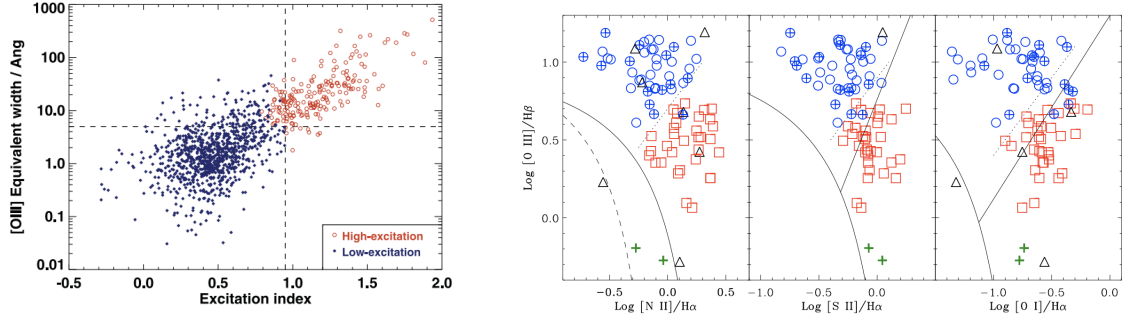 [OIII] Equivalent width / Ang
1000
100
10.0
1.0
0.1
0.01
-0.5 0.0 0.5 1.0 1.5 2.0
Excitation index
High-excitation
Low-excitation
Log [O III]/Hβ
1.0
0.5
0.0
−0.5 0.0 0.5
Log [N II]/Hα
−1.0 −0.5 0.0
Log [S II]/Hα
−1.0 −0.5 0.0
Log [O I]/Hα